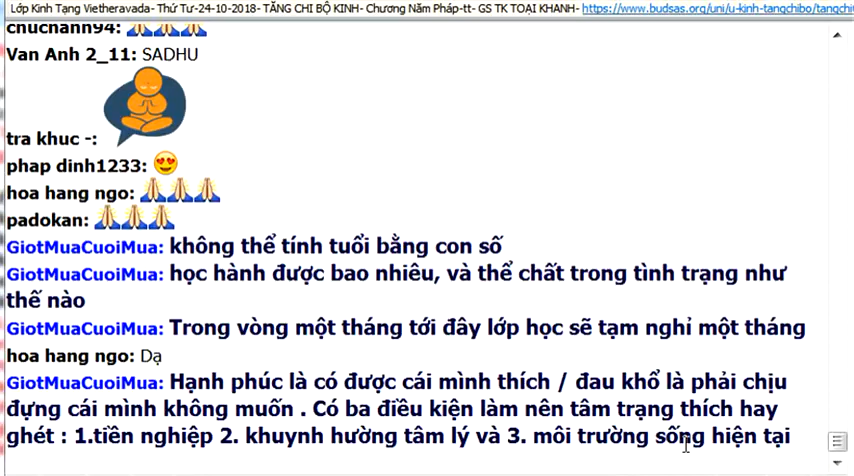 Lớp Kinh Tạng Vietheravada- Thứ Tư-24-10-2018- TĂNG CHI BỘ KINH- Chương Năm Pháp-tt- GS TK TOẠI KHANH- https://www.budsas.org/uni/u-kinh-tangchibo/tangchi
chuchanh94:
Van Anh 2_11: SADHU
tra khuc -:
phap dinh1233:
hoa hang ngo:
padokan:
GiotMuaCuoiMua: không thể tính tuổi bằng con số
GiotMuaCuoiMua: học hành được bao nhiêu, và thể chất trong tình trạng như
thế nào
GiotMuaCuoiMua: Trong vòng một tháng tới đây lớp học sẽ tạm nghỉ một tháng
hoa hang ngo: Dạ
GiotMuaCuoiMua: Hạnh phúc là có được cái mình thích / đau khổ là phải chịu
đựng cái mình không muốn . Có ba điều kiện làm nên tâm trạng thích hay
ghét : 1.tiền nghiệp 2. khuynh hường tâm lý và 3. môi trường sống hiện tại